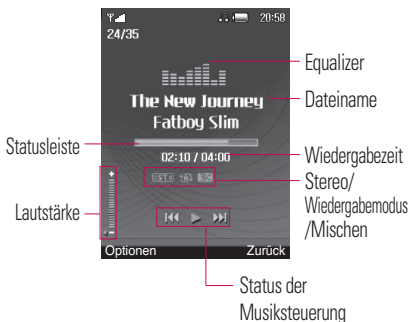 20:58
24/35
Equalizer
The New Journey
Dateiname
Fatboy Slim
Statusleiste
02:10 / 04:06
Wiedergabezeit
Stereo/
Wiedergabemodus
/Mischen
Lautstärke
Optionen
Zurück
Status der
Musiksteuerung